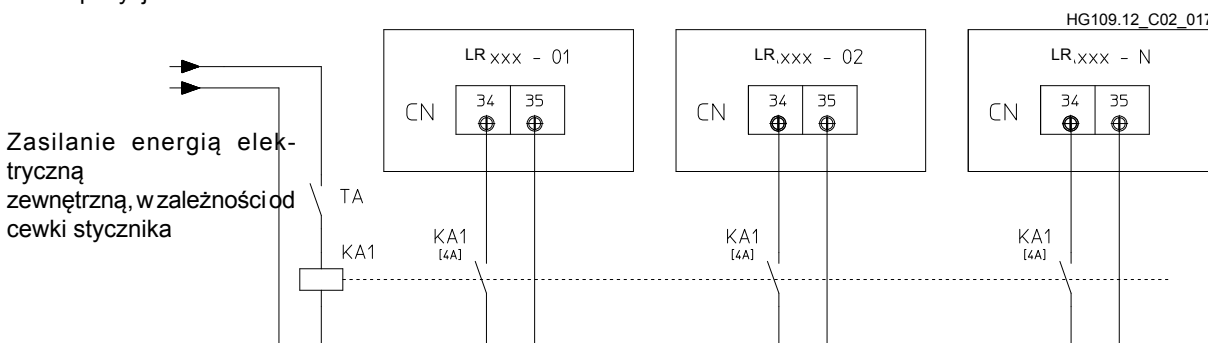 HG109.12_C02_017
LR xxx - 01
LR.xxx - 02
LR.xxx - N
CN
34 35
CN
34 35
CN
34 35
Zasilanie energią elek-
tryczną
zewnętrzną, w zależności od
cewki stycznika
TA
KA1
KA1
[4A]
KA1
[4A]
KA1
[4A]